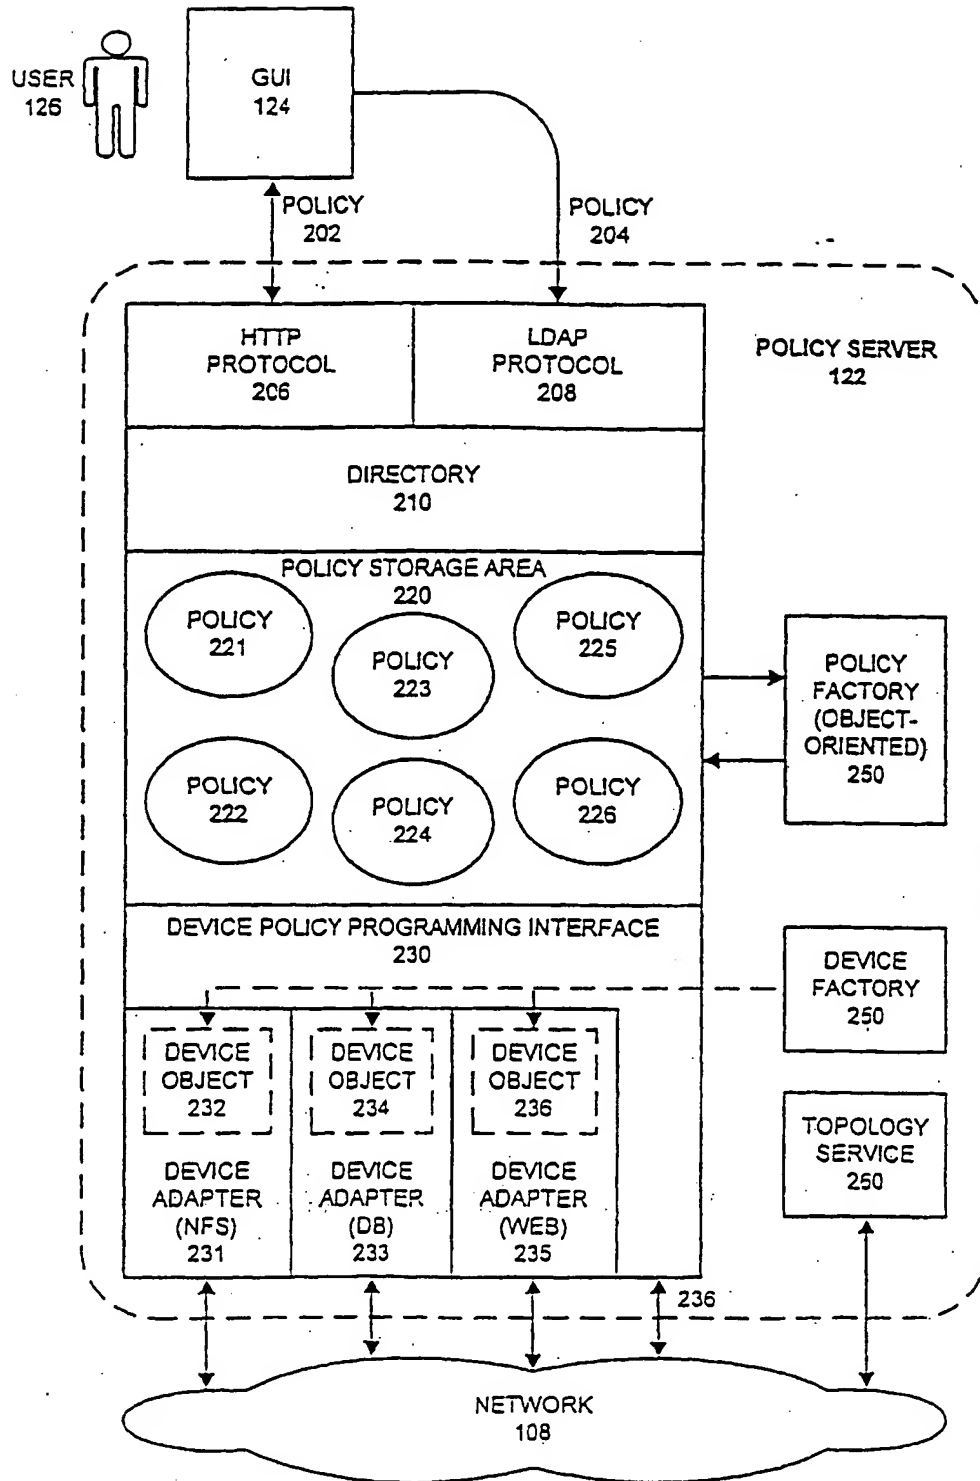 USER
126
GUI
124
POLICY
202
POLICY
204
HTTP
PROTOCOL
206
LDAP
PROTOCOL
208
POLICY SERVER
122
DIRECTORY
210
POLICY STORAGE AREA
220
POLICY
221
POLICY
223
POLICY
225
POLICY
222
POLICY
224
POLICY
226
POLICY
FACTORY
(OBJECT-
ORIENTED)
250
DEVICE POLICY PROGRAMMING INTERFACE
230
DEVICE
FACTORY
250
DEVICE
OBJECT
232
DEVICE
OBJECT
234
DEVICE
OBJECT
236
DEVICE
ADAPTER
(NFS)
231
DEVICE
ADAPTER
(DB)
233
DEVICE
ADAPTER
(WEB)
235
TOPOLOGY
SERVICE
260
236
NETWORK
108